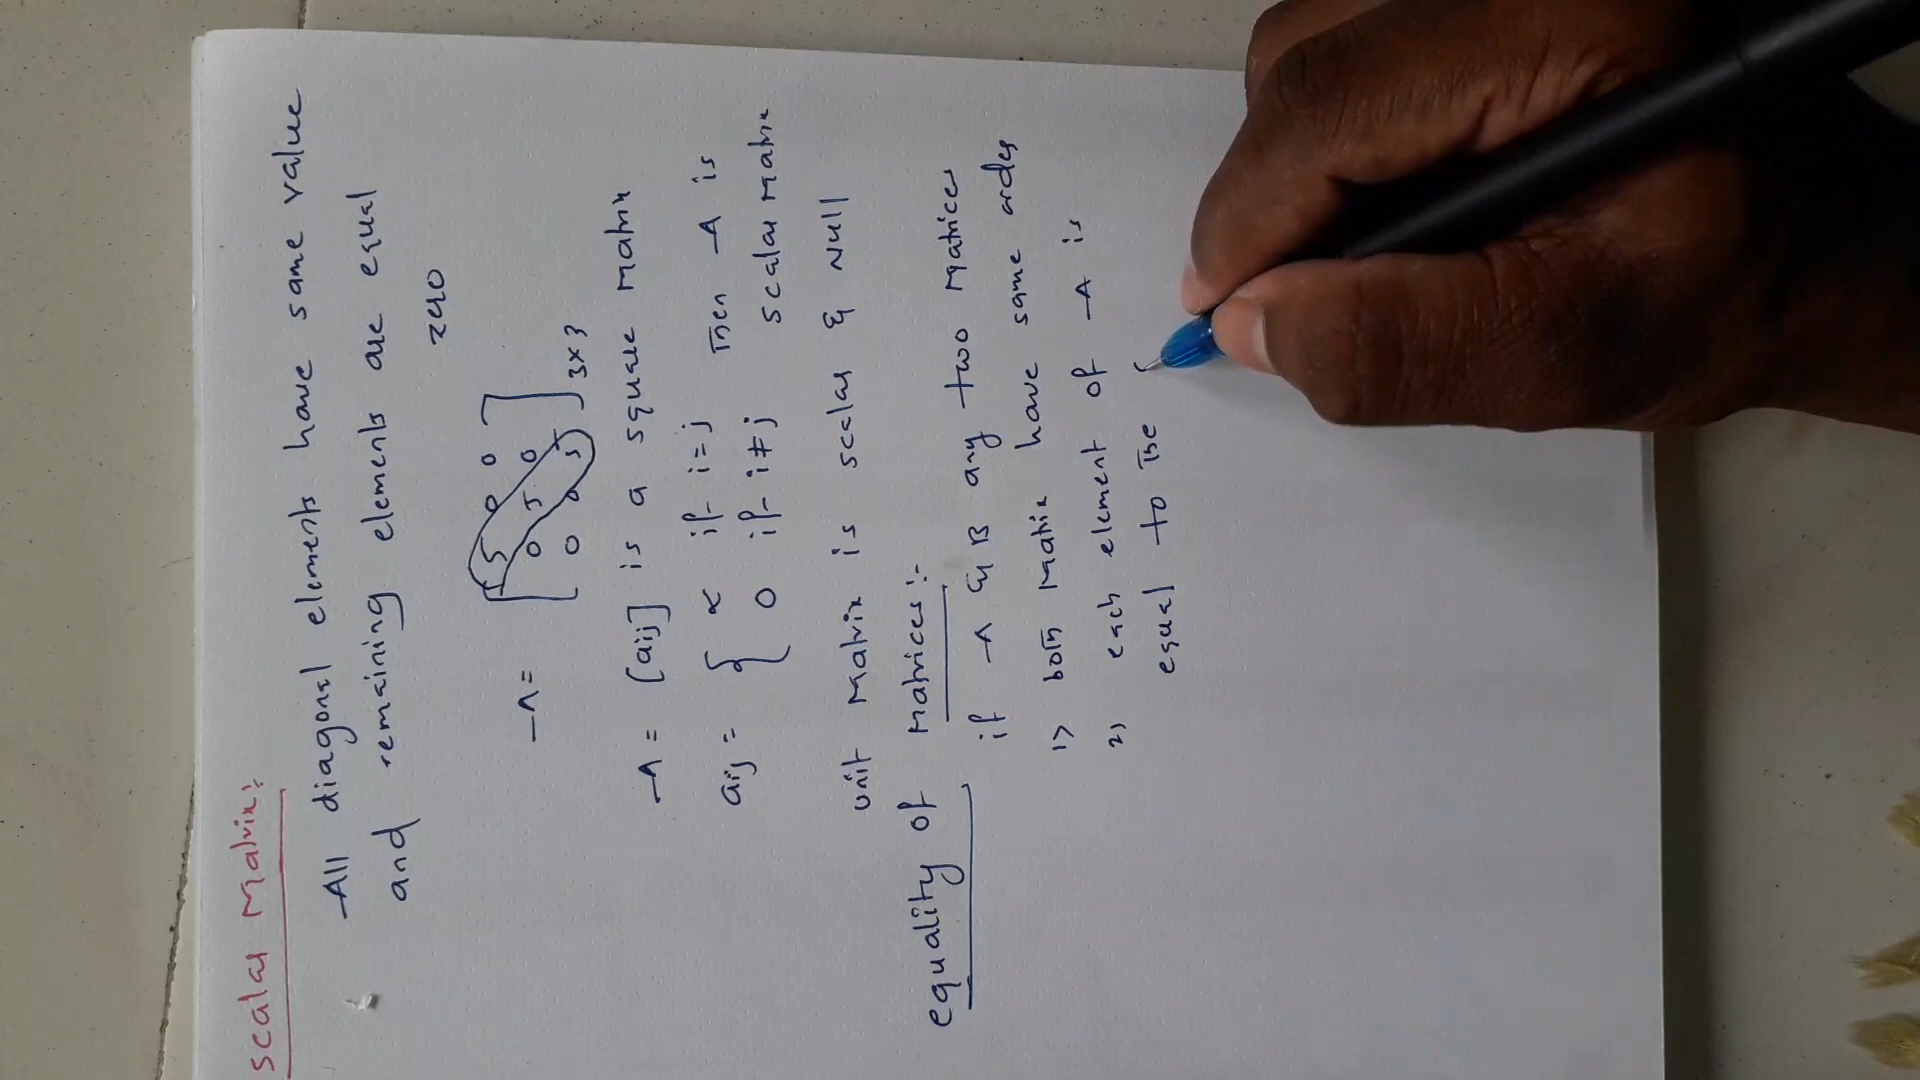 scalar Matrix:-
All diagonal elements have same value
and remaining elements are equal
zero
A = [5 0 0
0 5 0
0 0 5] 3×3
A = [aij] is a square matrix
aij = { ∝ if i=j Then A is
0 if i≠j scalar matrix
unit Matrix is scalar & Null
equality of Matrices:-
if A & B any two Matrices
1) both Matrix have same order
2) each element of A is
equal to The